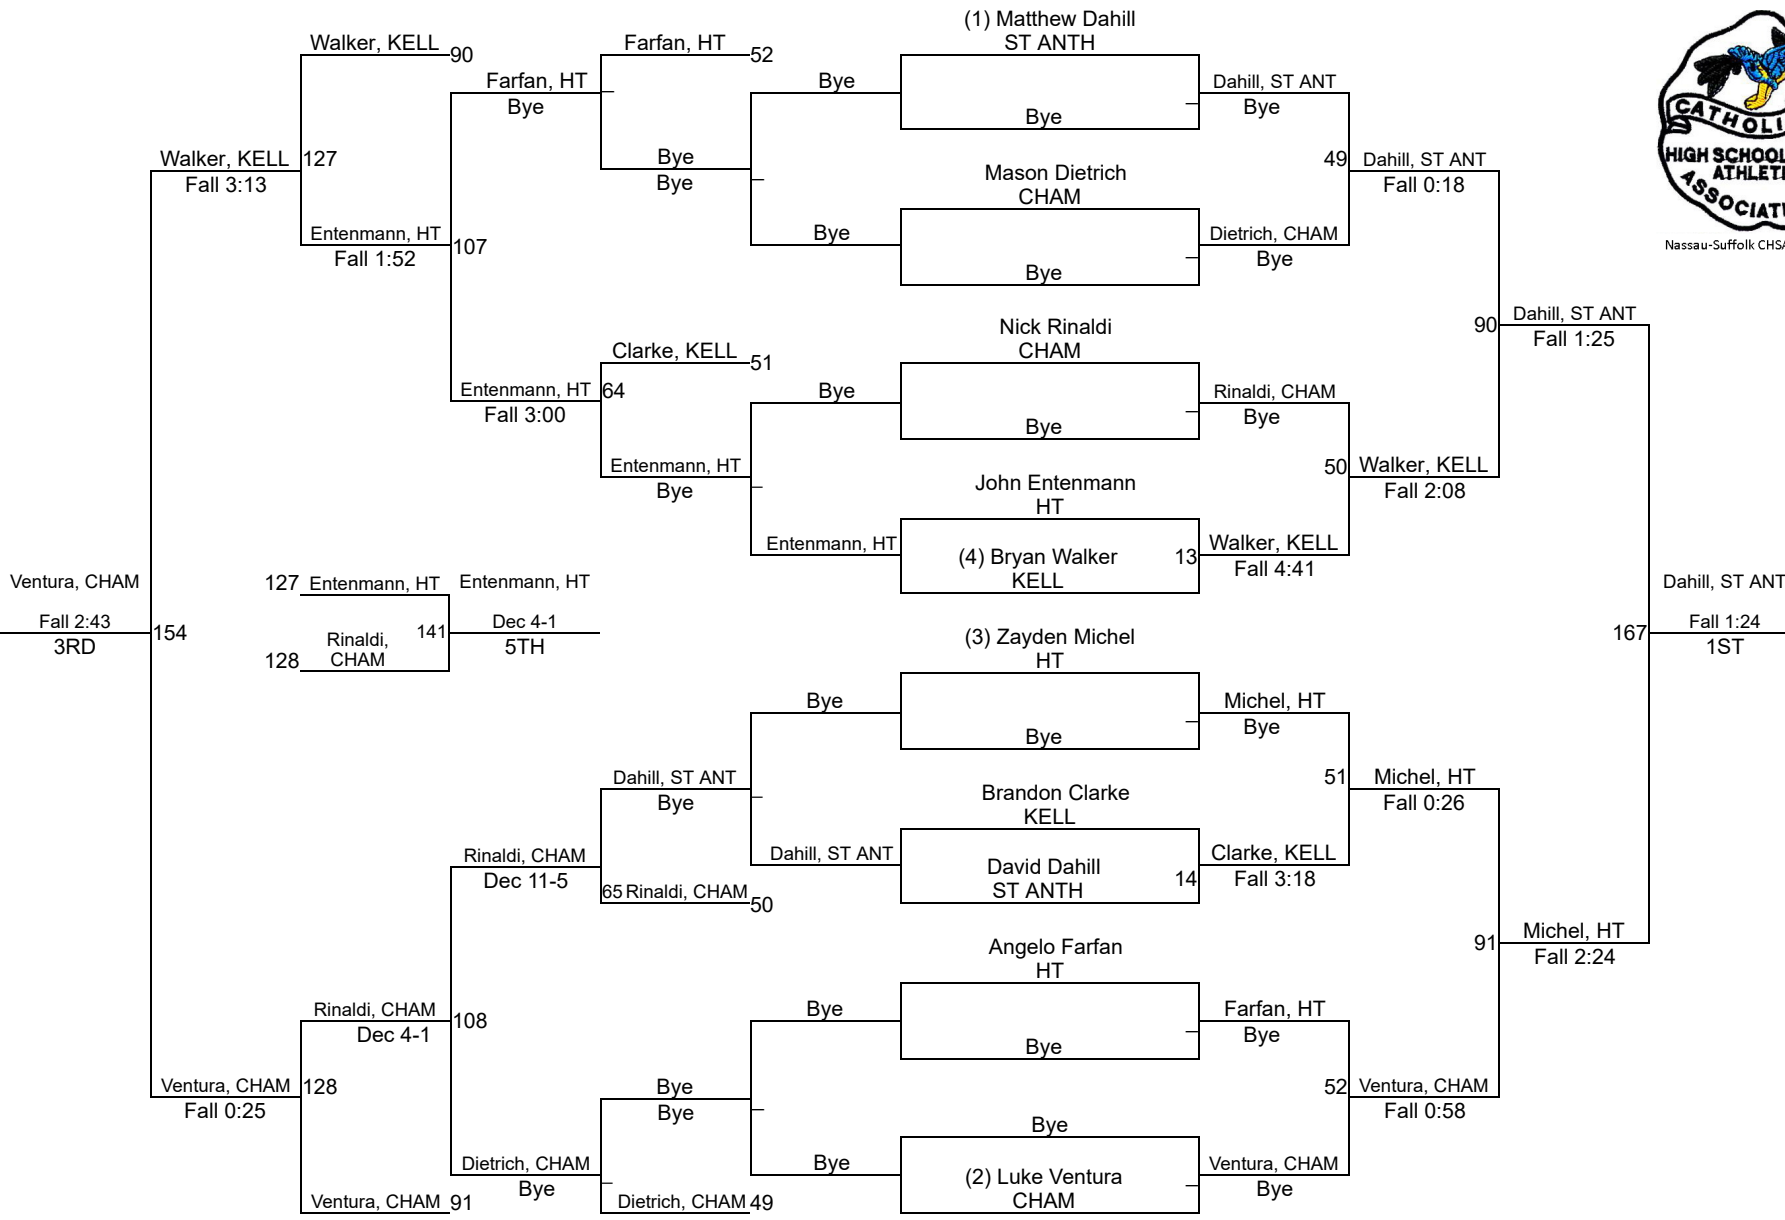 (1) Matthew Dahill
ST ANTH
Bye
Mason Dietrich
CHAM
Bye
Nick Rinaldi
CHAM
Bye
John Entenmann
HT
(4) Bryan Walker
KELL
13
(3) Zayden Michel
HT
Bye
Brandon Clarke
KELL
David Dahill
ST ANTH
14
Angelo Farfan
HT
Bye
Bye
(2) Luke Ventura
CHAM
Dahill, ST ANT
Bye
Dietrich, CHAM
Bye
Rinaldi, CHAM
Bye
Walker, KELL
Fall 4:41
Michel, HT
Bye
Clarke, KELL
Fall 3:18
Farfan, HT
Bye
Ventura, CHAM
Bye
49
Dahill, ST ANT
Fall 0:18
50
Walker, KELL
Fall 2:08
51
Michel, HT
Fall 0:26
52
Ventura, CHAM
Fall 0:58
90
Dahill, ST ANT
Fall 1:25
91
Michel, HT
Fall 2:24
167
Dahill, ST ANT
Fall 1:24
1ST
Bye
Bye
Bye
Entenmann, HT
Bye
Dahill, ST ANT
Bye
Bye
Farfan, HT
52
Bye
Bye
Clarke, KELL
51
Entenmann, HT
Bye
Dahill, ST ANT
Bye
65 Rinaldi, CHAM
50
Bye
Bye
Dietrich, CHAM
49
Farfan, HT
Bye
Entenmann, HT
64
Fall 3:00
Rinaldi, CHAM
Dec 11-5
Dietrich, CHAM
Bye
Walker, KELL
90
Entenmann, HT
Fall 1:52
107
Rinaldi, CHAM
Dec 4-1
108
Ventura, CHAM
91
Walker, KELL
Fall 3:13
127
Ventura, CHAM
Fall 0:25
128
Ventura, CHAM
Fall 2:43
3RD
154
127
Entenmann, HT
128
Rinaldi,
CHAM
141
Entenmann, HT
Dec 4-1
5TH
HIGH SCHOOL
Nassau-Suffolk